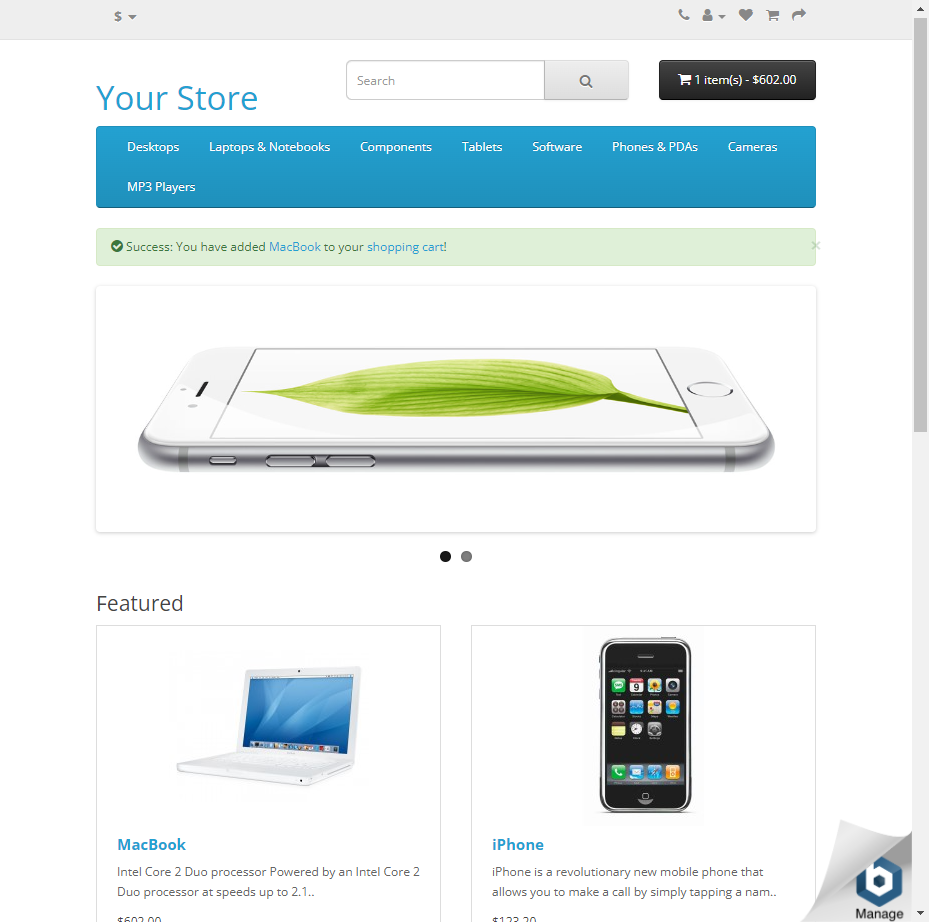 $
Search
1 item(s) - $602.00
Your Store
Desktops
Laptops & Notebooks
Components
Tablets
Software
Phones & PDAs
Cameras
MP3 Players
Success: You have added MacBook to your shopping cart!
×
Featured
MacBook
Intel Core 2 Duo processor Powered by an Intel Core 2
Duo processor at speeds up to 2.1..
$602.00
iPhone
iPhone is a revolutionary new mobile phone that
allows you to make a call by simply tapping a nam..
$123.20
Manage